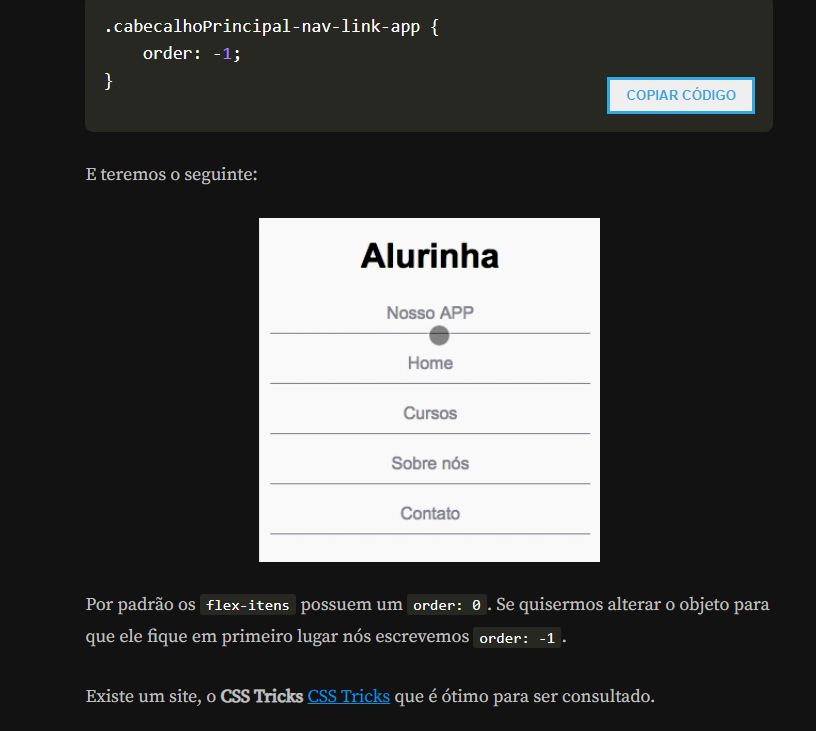 .cabecalhoPrincipal-nav-link-app {
order: -1;
}
COPIAR CÓDIGO
E teremos o seguinte:
Alurinha
Nosso APP
Home
Cursos
Sobre nós
Contato
Por padrão os flex-itens possuem um order: 0. Se quisermos alterar o objeto para
que ele fique em primeiro lugar nós escrevemos order: -1.
Existe um site, o CSS Tricks CSS Tricks que é ótimo para ser consultado.